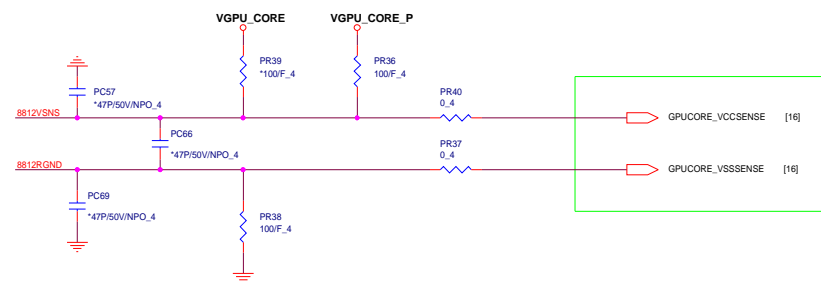 VGPU_CORE
VGPU_CORE_P
PR39
*100/F_4
PR36
100/F_4
PC57
*47P/50V/NPO_4
PR40
0_4
8812VSNS
GPUCORE_VCCSENSE [16]
PC66
*47P/50V/NPO_4
PR37
0_4
8812RGND
GPUCORE_VSSSENSE [16]
PC69
*47P/50V/NPO_4
PR38
100/F_4